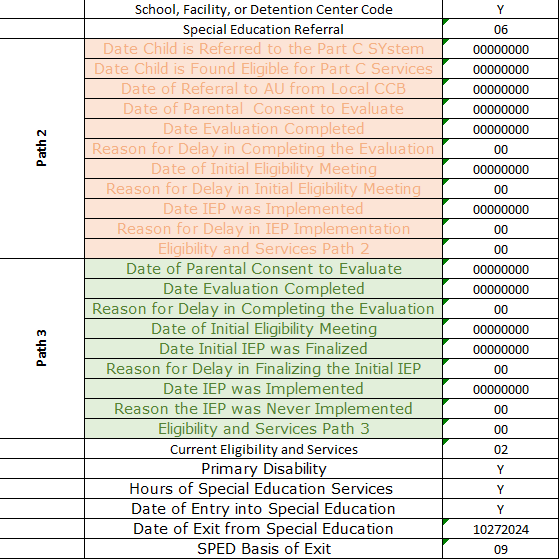 School, Facility, or Detention Center Code Y
Special Education Referral 06
Path 2
Date Child is Referred to the Part C SYstem 00000000
Date Child is Found Eligible for Part C Services 00000000
Date of Referral to AU from Local CCB 00000000
Date of Parental Consent to Evaluate 00000000
Date Evaluation Completed 00000000
Reason for Delay in Completing the Evaluation 00
Date of Initial Eligibility Meeting 00000000
Reason for Delay in Initial Eligibility Meeting 00
Date IEP was Implemented 00000000
Reason for Delay in IEP Implementation 00
Eligibility and Services Path 2 00
Path 3
Date of Parental Consent to Evaluate 00000000
Date Evaluation Completed 00000000
Reason for Delay in Completing the Evaluation 00
Date of Initial Eligibility Meeting 00000000
Date Initial IEP was Finalized 00000000
Reason for Delay in Finalizing the Initial IEP 00
Date IEP was Implemented 00000000
Reason the IEP was Never Implemented 00
Eligibility and Services Path 3 00
Current Eligibility and Services 02
Primary Disability Y
Hours of Special Education Services Y
Date of Entry into Special Education Y
Date of Exit from Special Education 10272024
SPED Basis of Exit 09